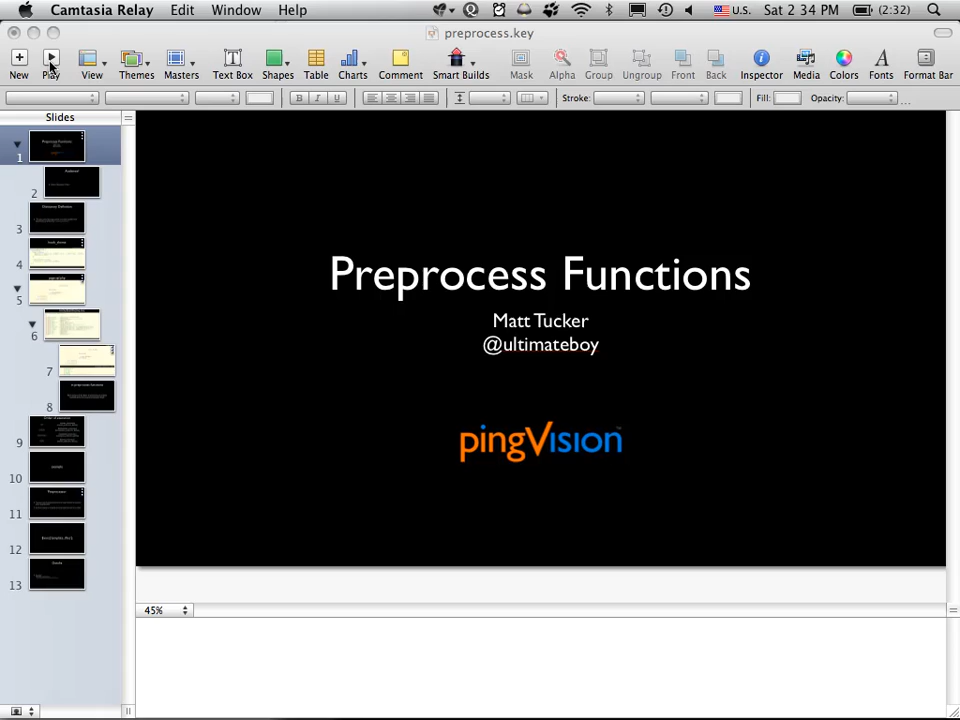 Camtasia Relay Edit Window Help U.S. Sat 2 34 PM (2:32)
preprocess.key
New Play View Themes Masters Text Box Shapes Table Charts Comment Smart Builds Mask Alpha Group Ungroup Front Back Inspector Media Colors Fonts Format Bar
B I U Stroke: Fill: Opacity:
Slides
1
2
3
4
5
6
7
8
9
10
11
12
13
Preprocess Functions
Matt Tucker
@ultimateboy
pingVision
45%